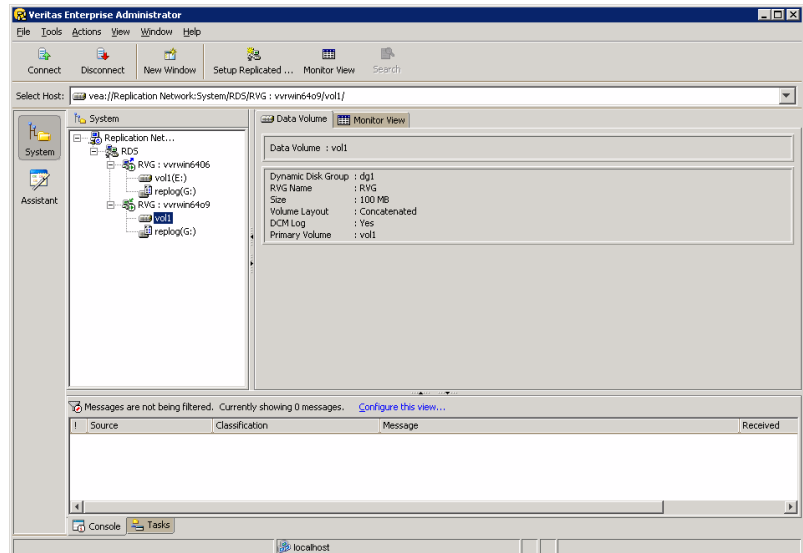 Veritas Enterprise Administrator
File Tools Actions View Window Help
Connect Disconnect New Window Setup Replicated ... Monitor View Search
Select Host: vea://Replication Network:System/RDS/RVG : vvrwin64o9/vol1/
System
Assistant
System
Replication Net...
RDS
RVG : vvrwin6406
vol1(E:)
replog(G:)
RVG : vvrwin64o9
vol1
replog(G:)
Data Volume Monitor View
Data Volume : vol1
Dynamic Disk Group : dg1
RVG Name : RVG
Size : 100 MB
Volume Layout : Concatenated
DCM Log : Yes
Primary Volume : vol1
Messages are not being filtered. Currently showing 0 messages. Configure this view...
! Source Classification Message Received
Console Tasks
localhost